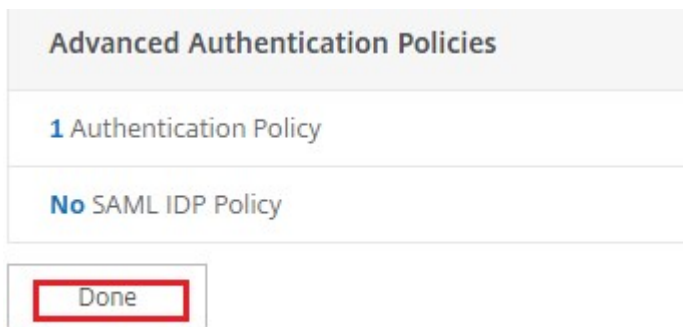 Advanced Authentication Policies
1 Authentication Policy
No SAML IDP Policy
Done